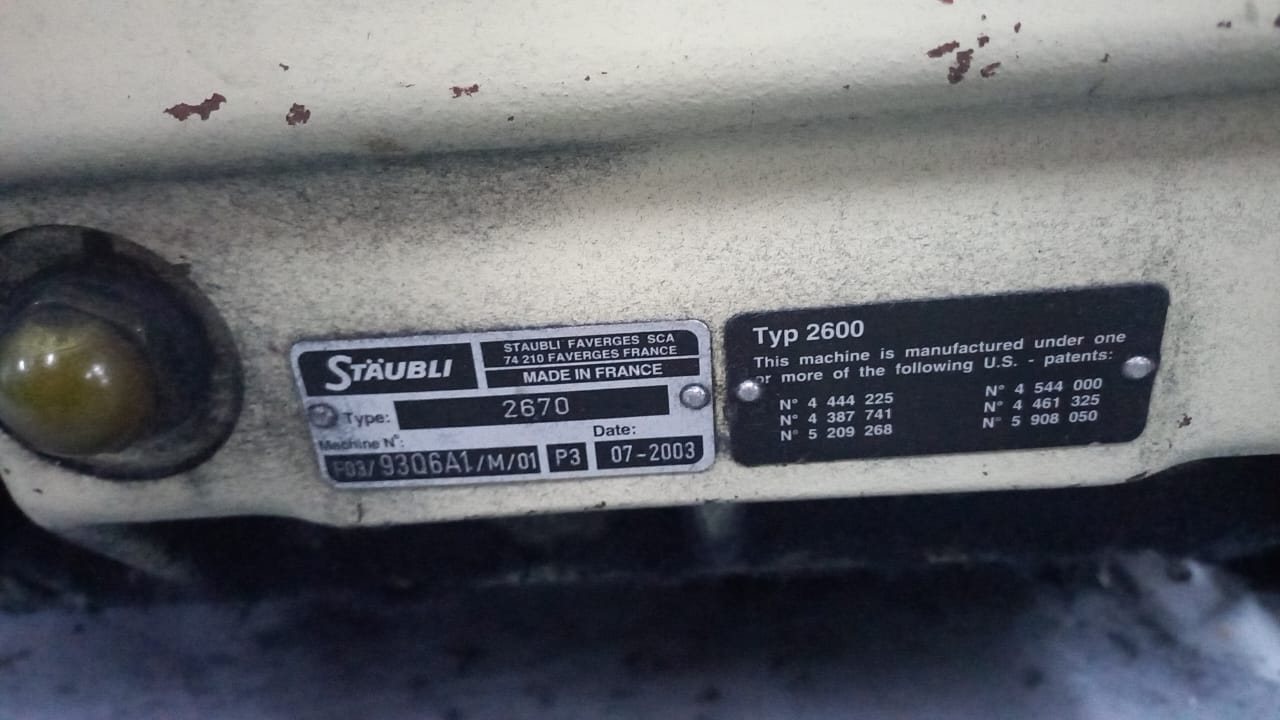 STÄUBLI
STAUBLI FAVERGES SCA
74 210 FAVERGES FRANCE
MADE IN FRANCE
Type: 2670
Machine N°:
Date:
F03/93Q6A1/M/01 P3 07-2003
Typ 2600
This machine is manufactured under one
or more of the following U.S. - patents:
N° 4 444 225
N° 4 387 741
N° 5 209 268
N° 4 544 000
N° 4 461 325
N° 5 908 050